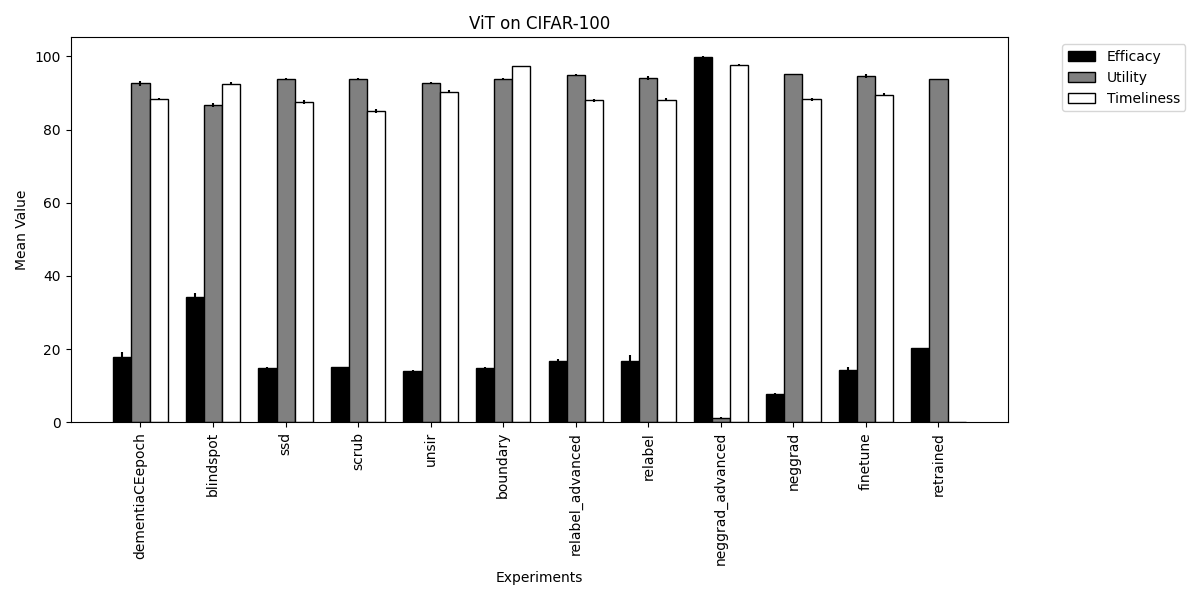 ViT on CIFAR-100
Efficacy
Utility
Timeliness
Mean Value
100
80
60
40
20
0
dementiaCEepoch
blindspot
ssd
scrub
unsir
boundary
relabel_advanced
relabel
neggrad_advanced
neggrad
finetune
retrained
Experiments